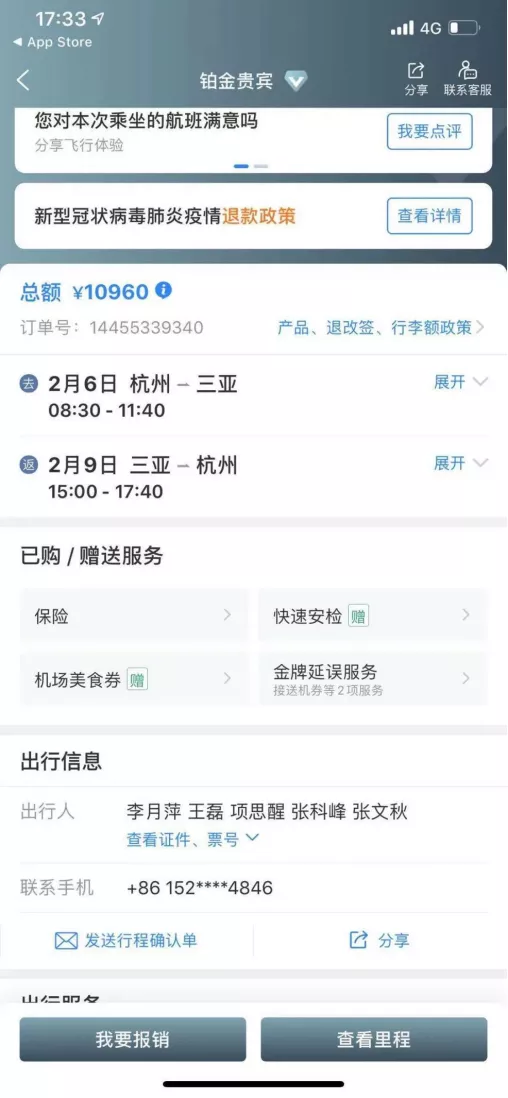 17:33
4G
App Store
铂金贵宾
分享
联系客服
您对本次乘坐的航班满意吗
分享飞行体验
我要点评
新型冠状病毒肺炎疫情退款政策
查看详情
总额 ¥10960
订单号：14455339340
产品、退改签、行李额政策
去 2月6日 杭州 – 三亚
展开
08:30 - 11:40
返 2月9日 三亚 – 杭州
展开
15:00 - 17:40
已购 / 赠送服务
保险
快速安检 赠
机场美食券 赠
金牌延误服务
接送机券等2项服务
出行信息
出行人
李月萍 王磊 项思醒 张科峰 张文秋
查看证件、票号
联系手机
+86 152****4846
发送行程确认单
分享
出行服务
我要报销
查看里程